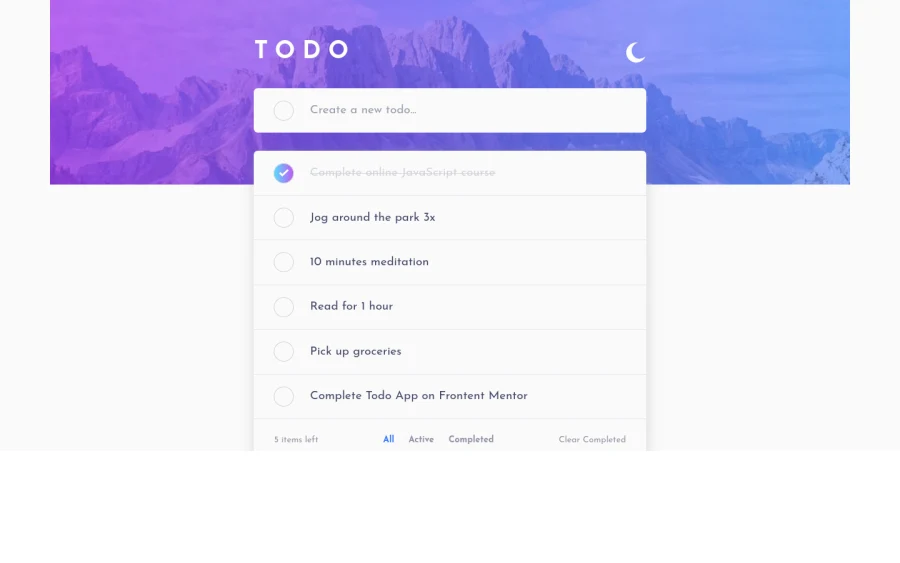 TODO
Create a new todo...
Complete online JavaScript course
Jog around the park 3x
10 minutes meditation
Read for 1 hour
Pick up groceries
Complete Todo App on Frontent Mentor
5 items left All Active Completed Clear Completed